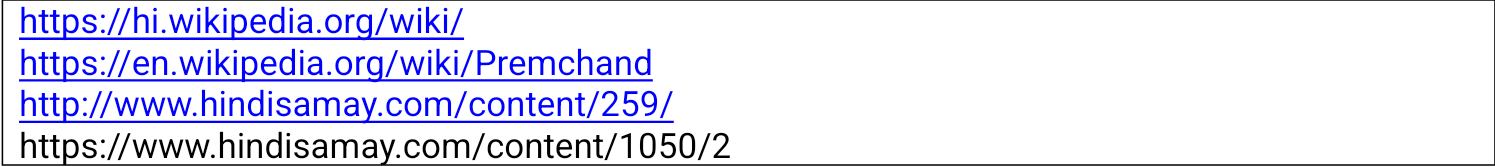 https://hi.wikipedia.org/wiki/
https://en.wikipedia.org/wiki/Premchand
http://www.hindisamay.com/content/259/
https://www.hindisamay.com/content/1050/2